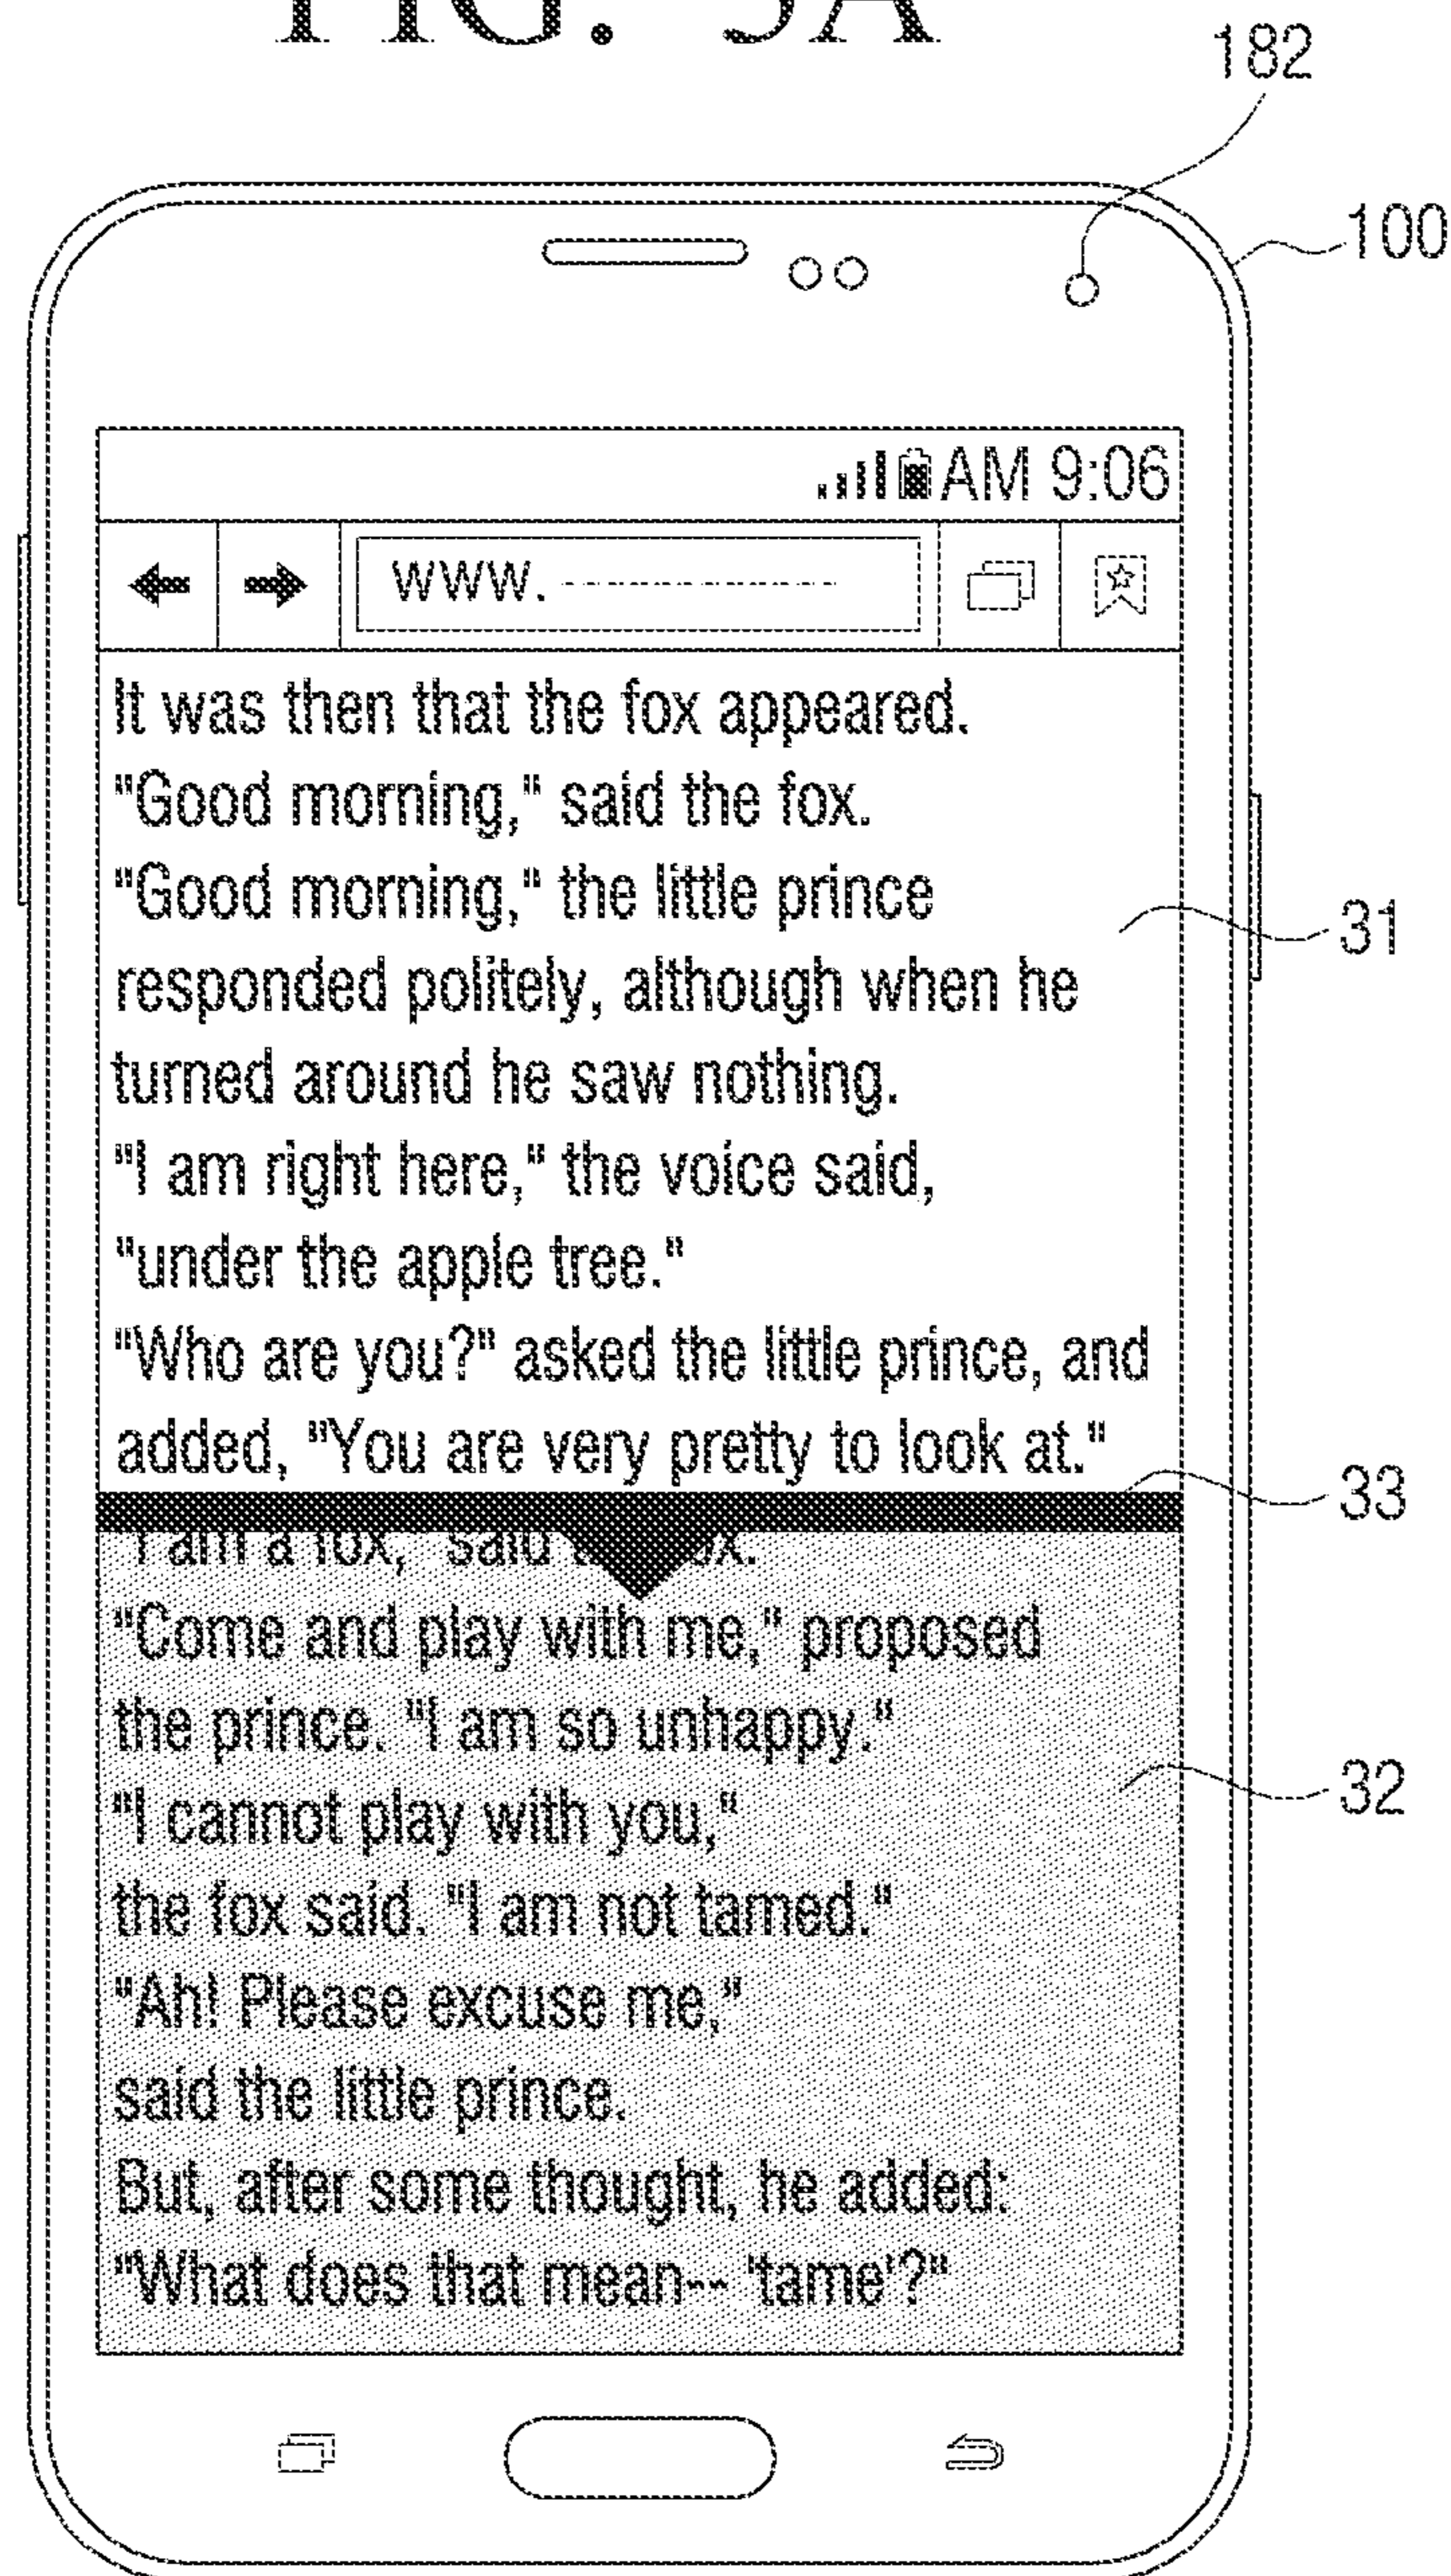 FIG. 3A
182
100
AM 9:06
www.
It was then that the fox appeared.
"Good morning," said the fox.
"Good morning," the little prince
responded politely, although when he
turned around he saw nothing.
"I am right here," the voice said,
"under the apple tree."
"Who are you?" asked the little prince, and
added, "You are very pretty to look at."
I am a fox," said
"Come and play with me," proposed
the prince. "I am so unhappy."
"I cannot play with you,"
the fox said. "I am not tamed."
"Ah! Please excuse me,"
said the little prince.
But, after some thought, he added:
"What does that mean-- 'tame'?"
31
33
32